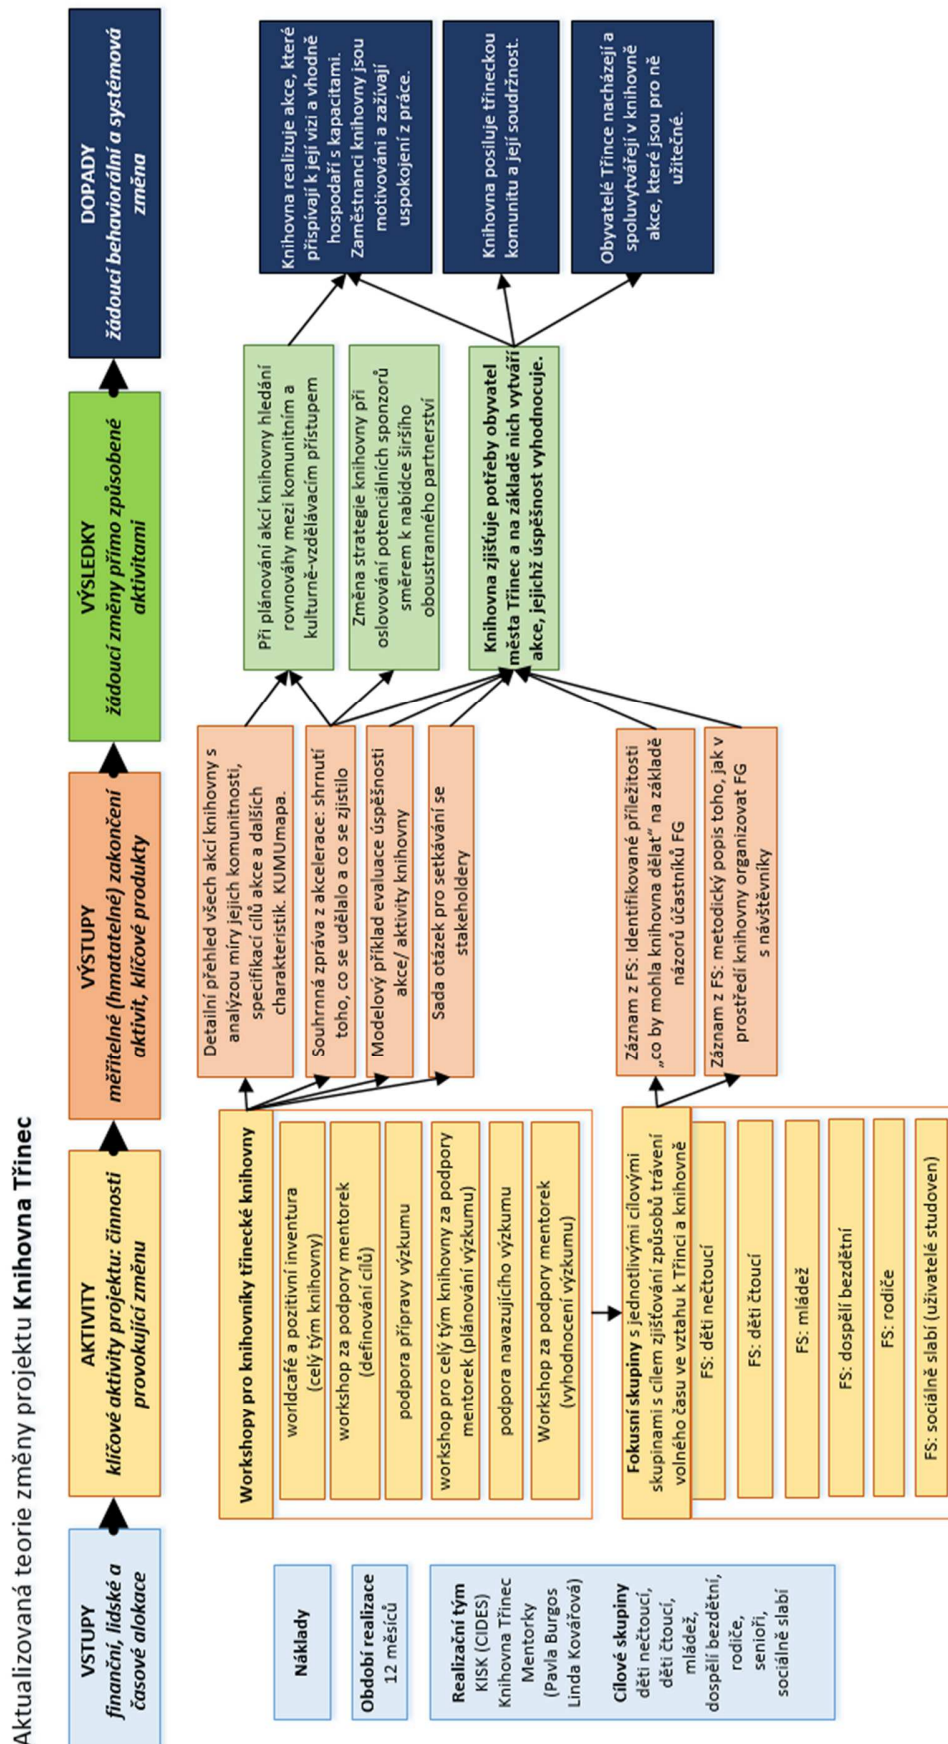 Aktualizovaná teorie změny projektu Knihovna Třinec
VSTUPY
finanční, lidské a
časové alokace
AKTIVITY
klíčové aktivity projektu: činnosti
provokující změnu
VÝSTUPY
měřitelné (hmatatelné) zakončení
aktivit, klíčové produkty
VÝSLEDKY
žádoucí změny přímo způsobené
aktivitami
DOPADY
žádoucí behaviorální a systémová
změna
Náklady
Období realizace
12 měsíců
Realizační tým
KISK (CIDES)
Knihovna Třinec
Mentorky
(Pavla Burgos
Linda Kovářová)
Cílové skupiny
děti nečtoucí,
děti čtoucí,
mládež,
dospělí bezdětní,
rodiče,
senioři,
sociálně slabí
Workshopy pro knihovníky třinecké knihovny
worldcafé a pozitivní inventura
(celý tým knihovny)
workshop za podpory mentorek
(definování cílů)
podpora přípravy výzkumu
workshop pro celý tým knihovny za podpory
mentorek (plánování výzkumu)
podpora navazujícího výzkumu
Workshop za podpory mentorek
(vyhodnocení výzkumu)
Fokusní skupiny s jednotlivými cílovými
skupinami s cílem zjišťování způsobů trávení
volného času ve vztahu k Třinci a knihovně
FS: děti nečtoucí
FS: děti čtoucí
FS: mládež
FS: dospělí bezdětní
FS: rodiče
FS: sociálně slabí (uživatelé studoven)
Detailní přehled všech akcí knihovny s
analýzou míry jejich komunitnosti,
specifikací cílů akce a dalších
charakteristik. KUMUmapa.
Souhrnná zpráva z akcelerace: shrnutí
toho, co se udělalo a co se zjistilo
Modelový příklad evaluace úspěšnosti
akce/ aktivity knihovny
Sada otázek pro setkávání se
stakeholdery
Záznam z FS: Identifikované příležitosti
„co by mohla knihovna dělat“ na základě
názorů účastníků FG
Záznam z FS: metodický popis toho, jak v
prostředí knihovny organizovat FG
s návštěvníky
Při plánování akcí knihovny hledání
rovnováhy mezi komunitním a
kulturně-vzdělávacím přístupem
Změna strategie knihovny při
oslovování potenciálních sponzorů
směrem k nabídce širšího
oboustranného partnerství
Knihovna zjišťuje potřeby obyvatel
města Třinec a na základě nich vytváří
akce, jejichž úspěšnost vyhodnocuje.
Knihovna realizuje akce, které
přispívají k její vizi a vhodně
hospodaří s kapacitami.
Zaměstnanci knihovny jsou
motivováni a zažívají
uspokojení z práce.
Knihovna posiluje třineckou
komunitu a její soudržnost.
Obyvatelé Třince nacházejí a
spoluvytvářejí v knihovně
akce, které jsou pro ně
užitečné.